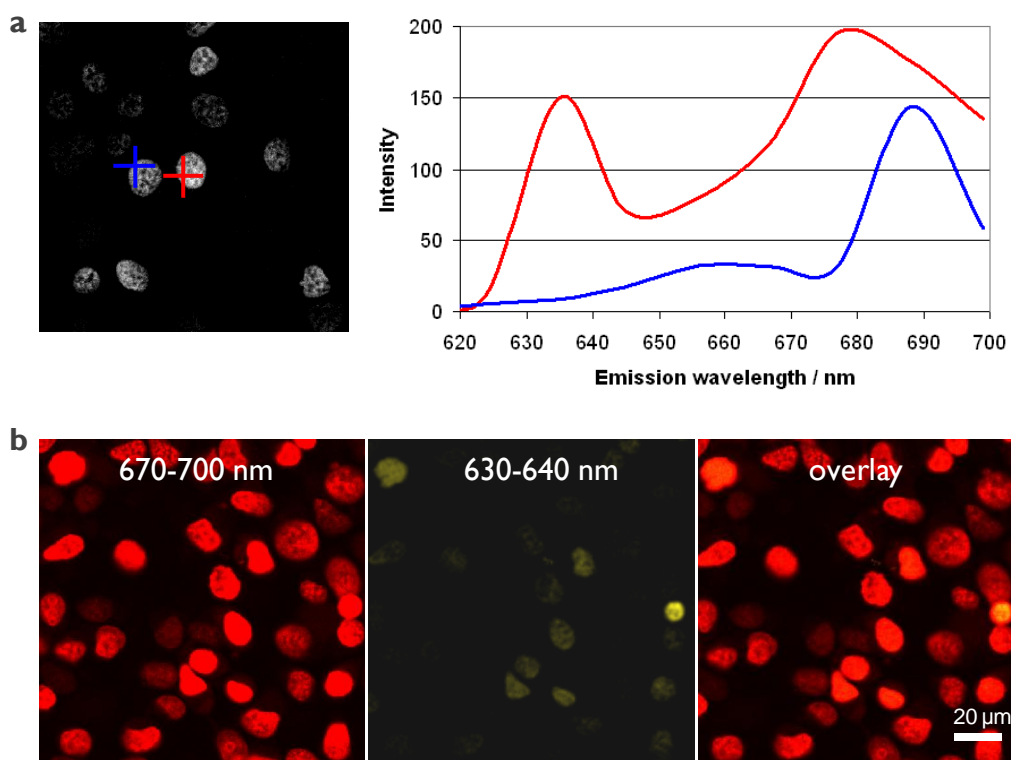 a
200
150
100
50
0
Intensity
620 630 640 650 660 670 680 690 700
Emission wavelength / nm
b
670-700 nm 630-640 nm overlay
20 µm